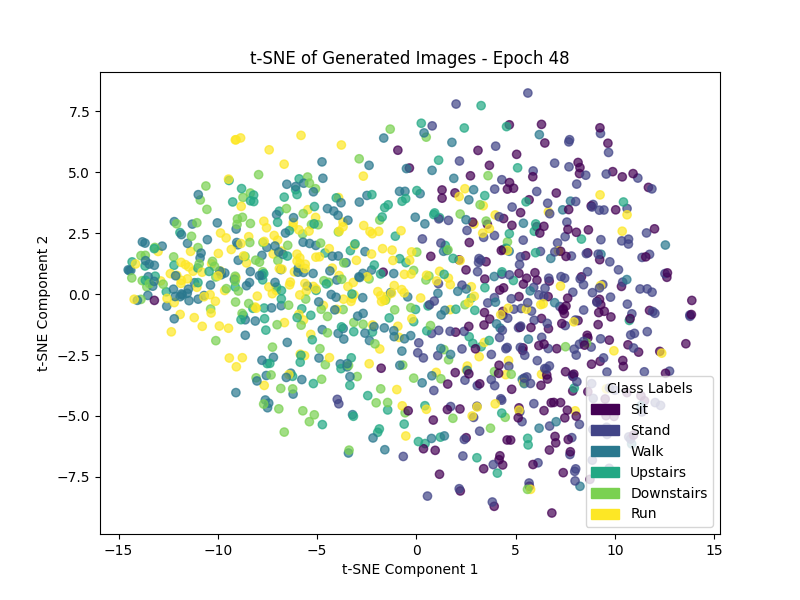 t-SNE of Generated Images - Epoch 48
t-SNE Component 2
7.5
5.0
2.5
0.0
−2.5
−5.0
−7.5
Class Labels
Sit
Stand
Walk
Upstairs
Downstairs
Run
−15
−10
−5
0
5
10
15
t-SNE Component 1